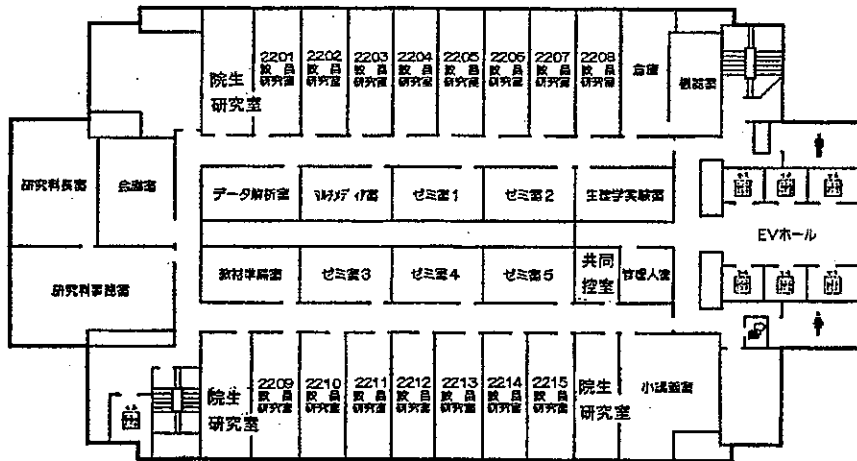 2201 2202 2203 2204 2205 2206 2207 2208
教員 教員 教員 教員 教員 教員 教員 教員 倉庫
研究室 研究室 研究室 研究室 研究室 研究室 研究室 研究室
院生
研究室
機器室
研究科長室
会議室
データ解析室
マルチメディア室
ゼミ室1
ゼミ室2
生理学実験室
EVホール
研究科事務室
教材学習室
ゼミ室3
ゼミ室4
ゼミ室5
共同
控室
管理人室
院生
研究室
2209 2210 2211 2212 2213 2214 2215
教員 教員 教員 教員 教員 教員 教員
研究室 研究室 研究室 研究室 研究室 研究室 研究室
院生
研究室
小講義室